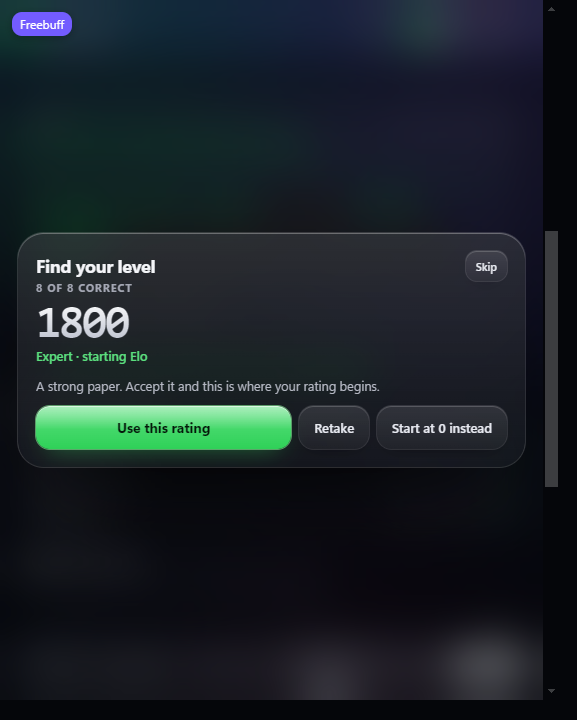 Freebuff
Find your level
Skip
8 OF 8 CORRECT
1800
Expert · starting Elo
A strong paper. Accept it and this is where your rating begins.
Use this rating
Retake
Start at 0 instead